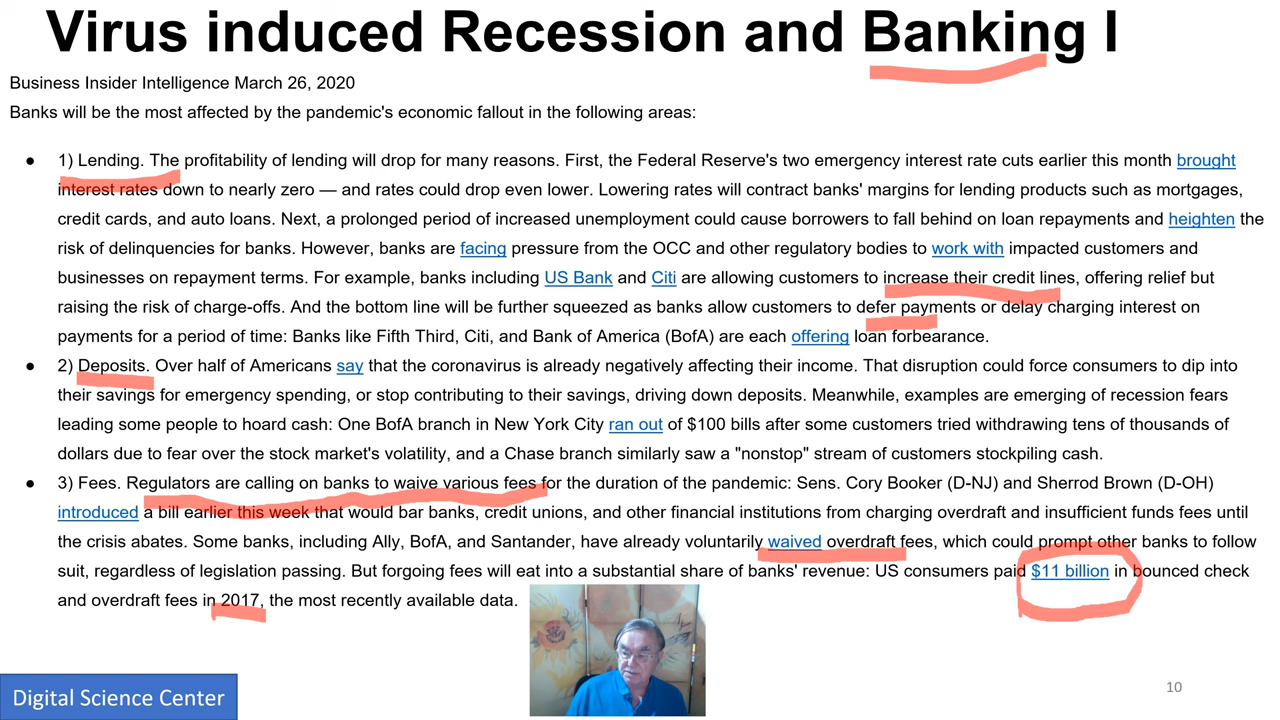 Virus induced Recession and Banking I
Business Insider Intelligence March 26, 2020
Banks will be the most affected by the pandemic's economic fallout in the following areas:
● 1) Lending. The profitability of lending will drop for many reasons. First, the Federal Reserve's two emergency interest rate cuts earlier this month brought
interest rates down to nearly zero — and rates could drop even lower. Lowering rates will contract banks' margins for lending products such as mortgages,
credit cards, and auto loans. Next, a prolonged period of increased unemployment could cause borrowers to fall behind on loan repayments and heighten the
risk of delinquencies for banks. However, banks are facing pressure from the OCC and other regulatory bodies to work with impacted customers and
businesses on repayment terms. For example, banks including US Bank and Citi are allowing customers to increase their credit lines, offering relief but
raising the risk of charge-offs. And the bottom line will be further squeezed as banks allow customers to defer payments or delay charging interest on
payments for a period of time: Banks like Fifth Third, Citi, and Bank of America (BofA) are each offering loan forbearance.
● 2) Deposits. Over half of Americans say that the coronavirus is already negatively affecting their income. That disruption could force consumers to dip into
their savings for emergency spending, or stop contributing to their savings, driving down deposits. Meanwhile, examples are emerging of recession fears
leading some people to hoard cash: One BofA branch in New York City ran out of $100 bills after some customers tried withdrawing tens of thousands of
dollars due to fear over the stock market's volatility, and a Chase branch similarly saw a "nonstop" stream of customers stockpiling cash.
● 3) Fees. Regulators are calling on banks to waive various fees for the duration of the pandemic: Sens. Cory Booker (D-NJ) and Sherrod Brown (D-OH)
introduced a bill earlier this week that would bar banks, credit unions, and other financial institutions from charging overdraft and insufficient funds fees until
the crisis abates. Some banks, including Ally, BofA, and Santander, have already voluntarily waived overdraft fees, which could prompt other banks to follow
suit, regardless of legislation passing. But forgoing fees will eat into a substantial share of banks' revenue: US consumers paid $11 billion in bounced check
and overdraft fees in 2017, the most recently available data.
Digital Science Center
10